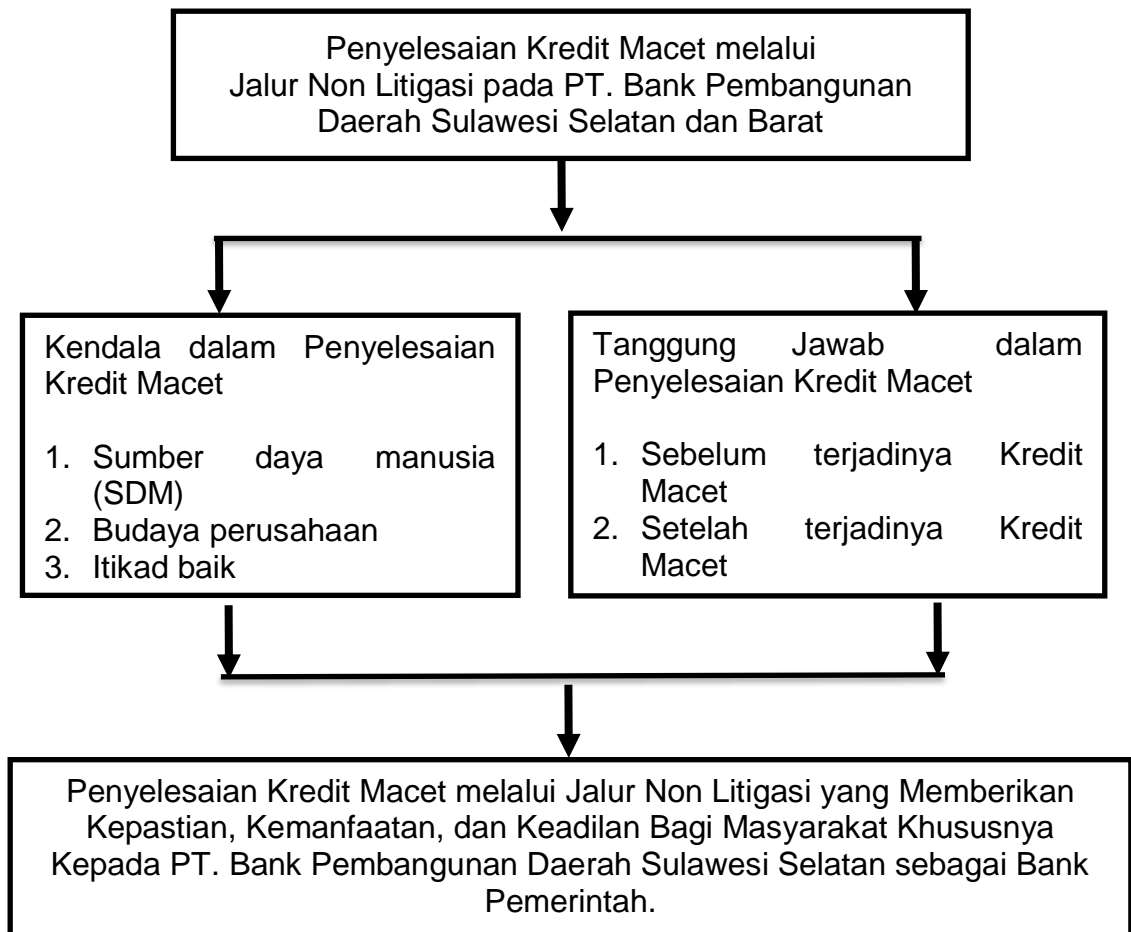 Penyelesaian Kredit Macet melalui
Jalur Non Litigasi pada PT. Bank Pembangunan
Daerah Sulawesi Selatan dan Barat
Kendala dalam Penyelesaian
Kredit Macet
1. Sumber daya manusia
(SDM)
2. Budaya perusahaan
3. Itikad baik
Tanggung Jawab dalam
Penyelesaian Kredit Macet
1. Sebelum terjadinya Kredit
Macet
2. Setelah terjadinya Kredit
Macet
Penyelesaian Kredit Macet melalui Jalur Non Litigasi yang Memberikan
Kepastian, Kemanfaatan, dan Keadilan Bagi Masyarakat Khususnya
Kepada PT. Bank Pembangunan Daerah Sulawesi Selatan sebagai Bank
Pemerintah.